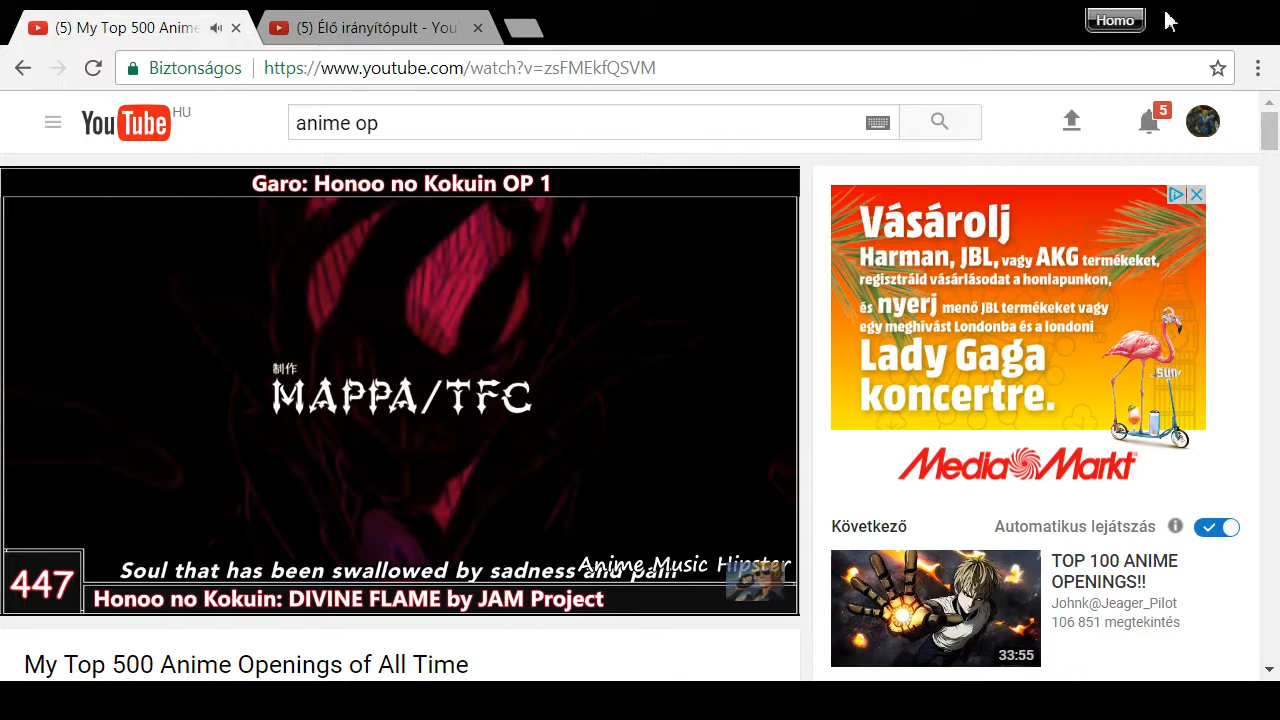 (5) My Top 500 Anime
(5) Élő irányítópult - You
Homo
Biztonságos
https://www.youtube.com/watch?v=zsFMEkfQSVM
YouTube HU
anime op
5
Garo: Honoo no Kokuin OP 1
制作
MAPPA/TFC
Soul that has been swallowed by sadness and pain
Anime Music Hipster
447
Honoo no Kokuin: DIVINE FLAME by JAM Project
My Top 500 Anime Openings of All Time
Vásárolj
Harman, JBL, vagy AKG termékeket,
regisztráld vásárlásodat a honlapunkon,
és nyerj menő JBL termékeket vagy
egy meghívást Londonba és a londoni
Lady Gaga
koncertre.
Sun
Media Markt
Következő
Automatikus lejátszás
TOP 100 ANIME
OPENINGS!!
Johnk@Jeager_Pilot
106 851 megtekintés
33:55